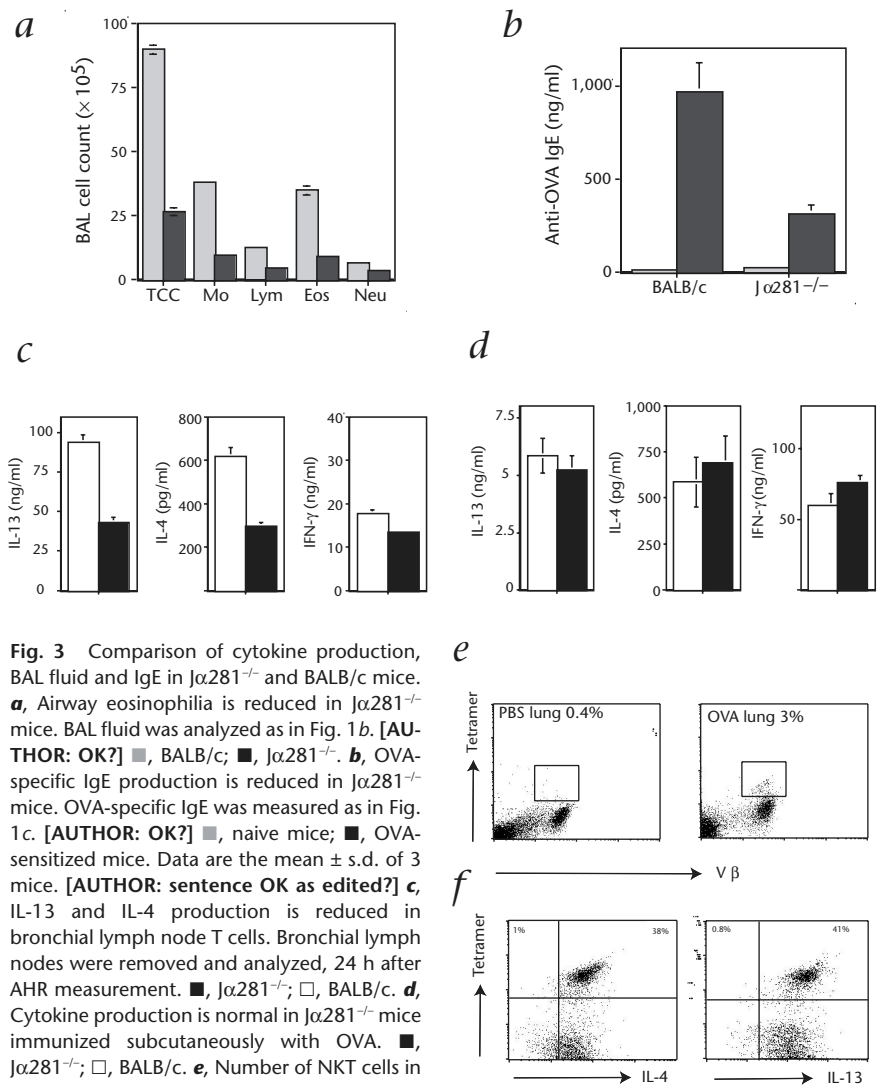 a
100
75
50
25
0
BAL cell count (× 10⁵)
TCC Mo Lym Eos Neu
b
1,000
500
0
Anti-OVA IgE (ng/ml)
BALB/c Jα281⁻/⁻
c
100
75
50
25
0
IL-13 (ng/ml)
800
600
400
200
IL-4 (pg/ml)
40
30
20
10
0
IFN-γ (ng/ml)
d
7.5
5
2.5
0
IL-13 (ng/ml)
1,000
750
500
250
0
IL-4 (pg/ml)
100
50
IFN-γ(ng/ml)
Fig. 3 Comparison of cytokine production,
BAL fluid and IgE in Jα281⁻/⁻ and BALB/c mice.
a, Airway eosinophilia is reduced in Jα281⁻/⁻
mice. BAL fluid was analyzed as in Fig. 1b. [AU-
THOR: OK?] ■, BALB/c; ■, Jα281⁻/⁻. b, OVA-
specific IgE production is reduced in Jα281⁻/⁻
mice. OVA-specific IgE was measured as in Fig.
1c. [AUTHOR: OK?] ■, naive mice; ■, OVA-
sensitized mice. Data are the mean ± s.d. of 3
mice. [AUTHOR: sentence OK as edited?] c,
IL-13 and IL-4 production is reduced in
bronchial lymph node T cells. Bronchial lymph
nodes were removed and analyzed, 24 h after
AHR measurement. ■, Jα281⁻/⁻; □, BALB/c. d,
Cytokine production is normal in Jα281⁻/⁻ mice
immunized subcutaneously with OVA. ■,
Jα281⁻/⁻; □, BALB/c. e, Number of NKT cells in
e
Tetramer
PBS lung 0.4%
OVA lung 3%
V β
f
Tetramer
1% 38%
0.8% 41%
IL-4
IL-13